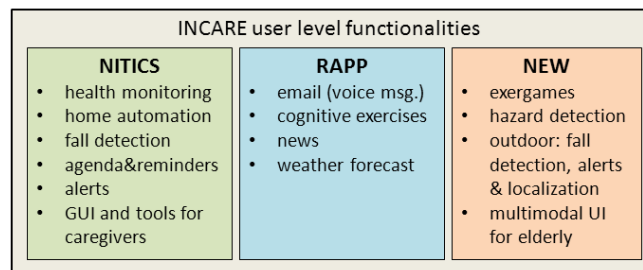 INCARE user level functionalities
NITICS
• health monitoring
• home automation
• fall detection
• agenda&reminders
• alerts
• GUI and tools for
caregivers
RAPP
• email (voice msg.)
• cognitive exercises
• news
• weather forecast
NEW
• exergames
• hazard detection
• outdoor: fall
detection, alerts
& localization
• multimodal UI
for elderly